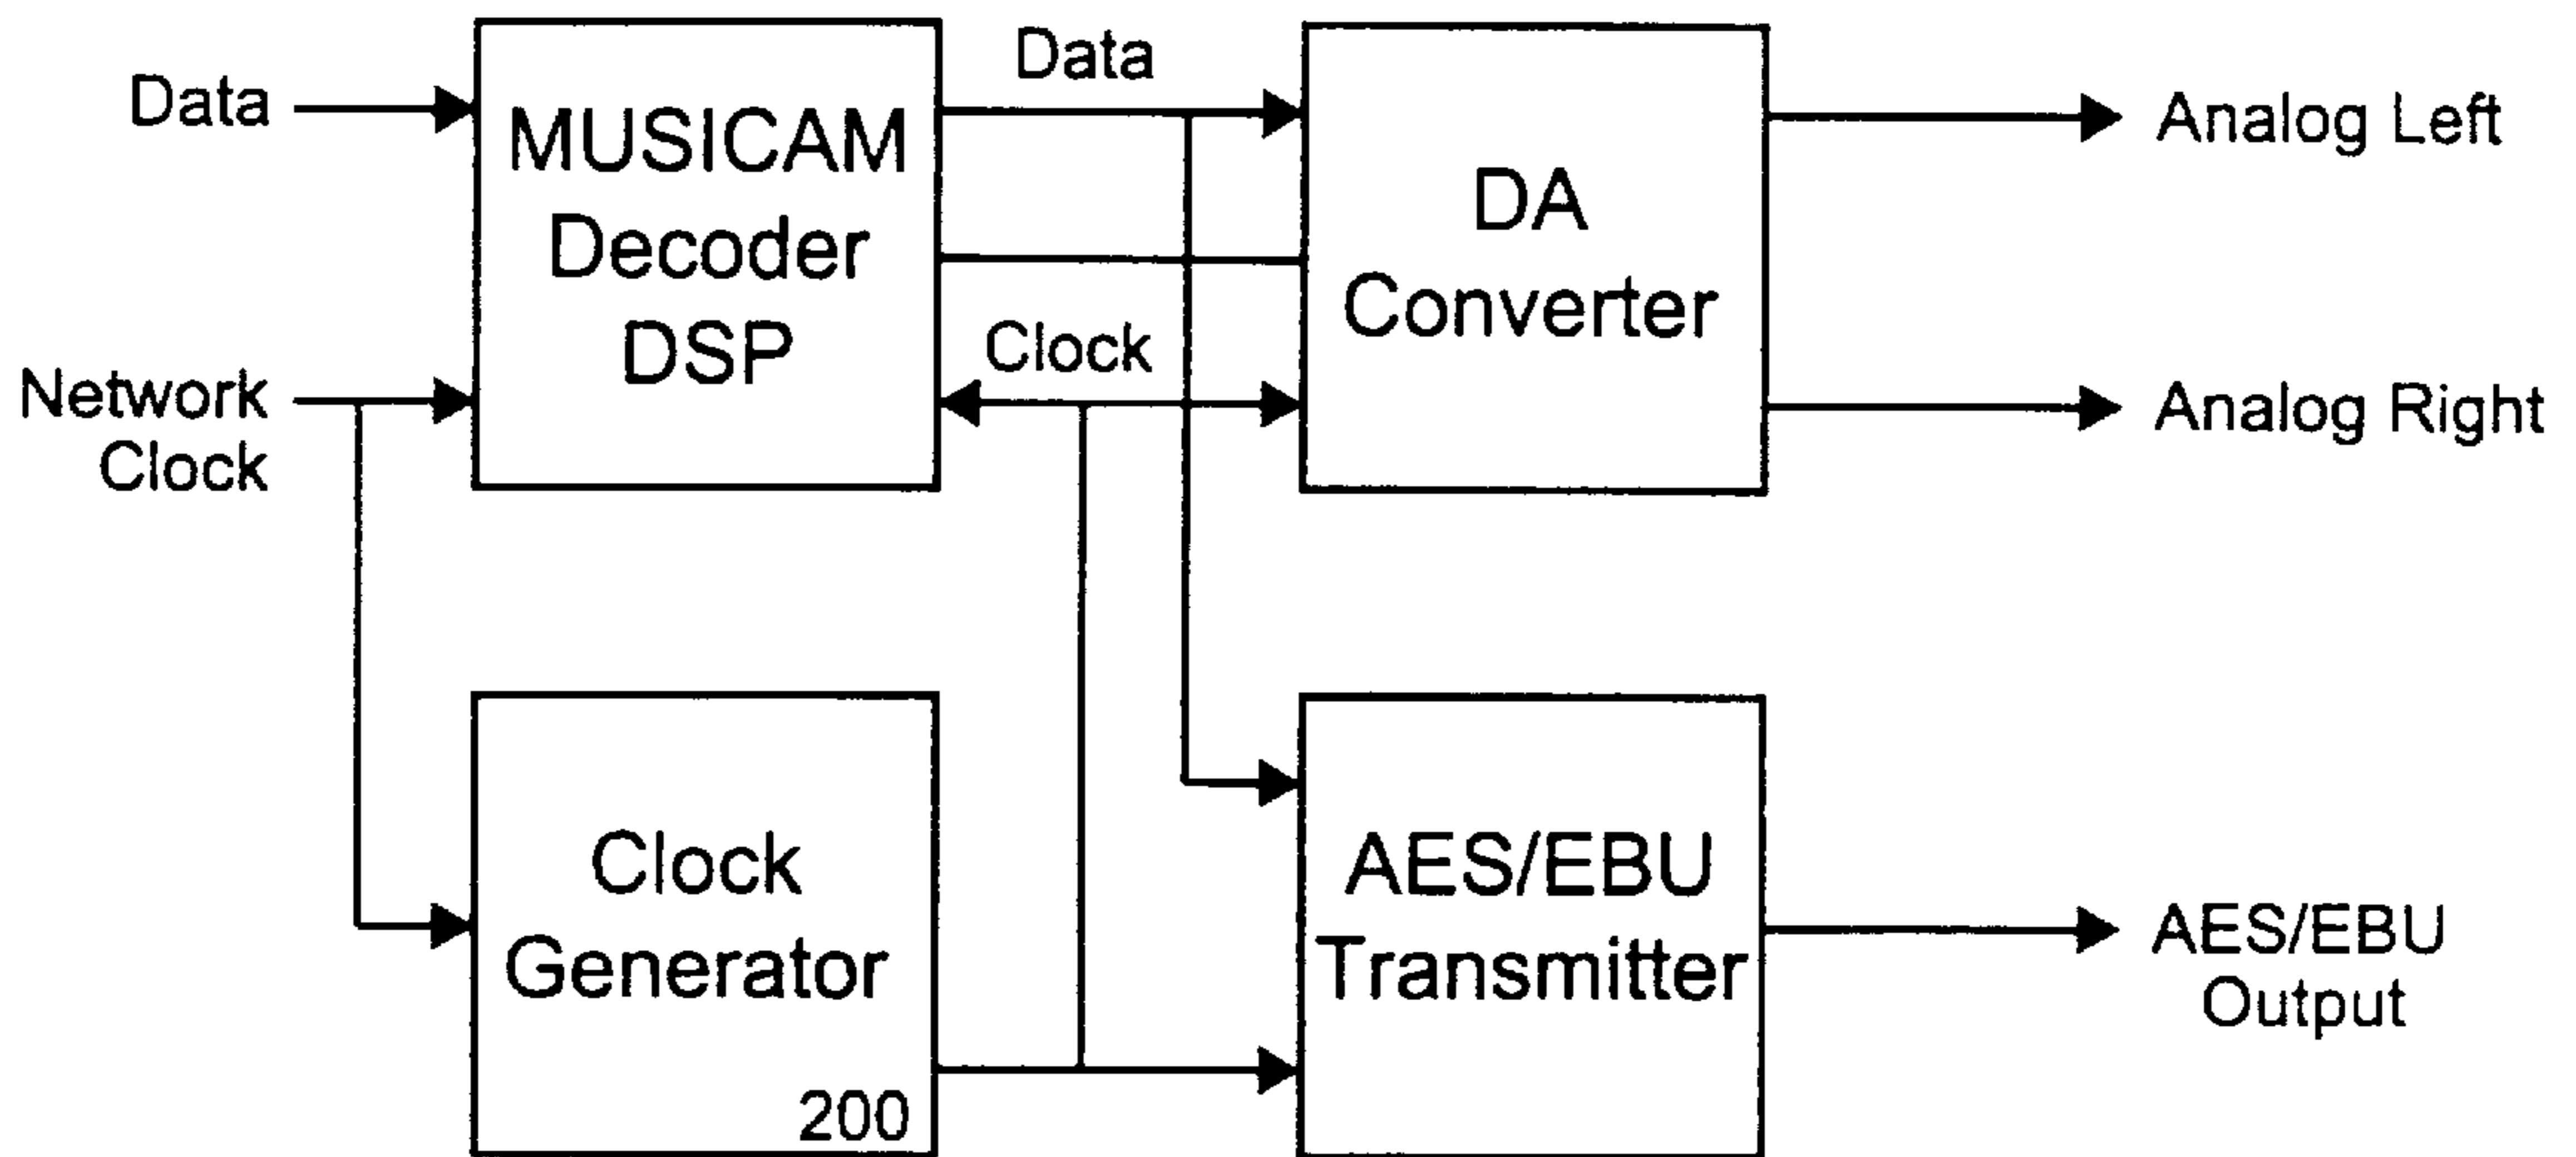 Data
Network
Clock
MUSICAM
Decoder
DSP
Data
Clock
DA
Converter
Analog Left
Analog Right
Clock
Generator
200
AES/EBU
Transmitter
AES/EBU
Output